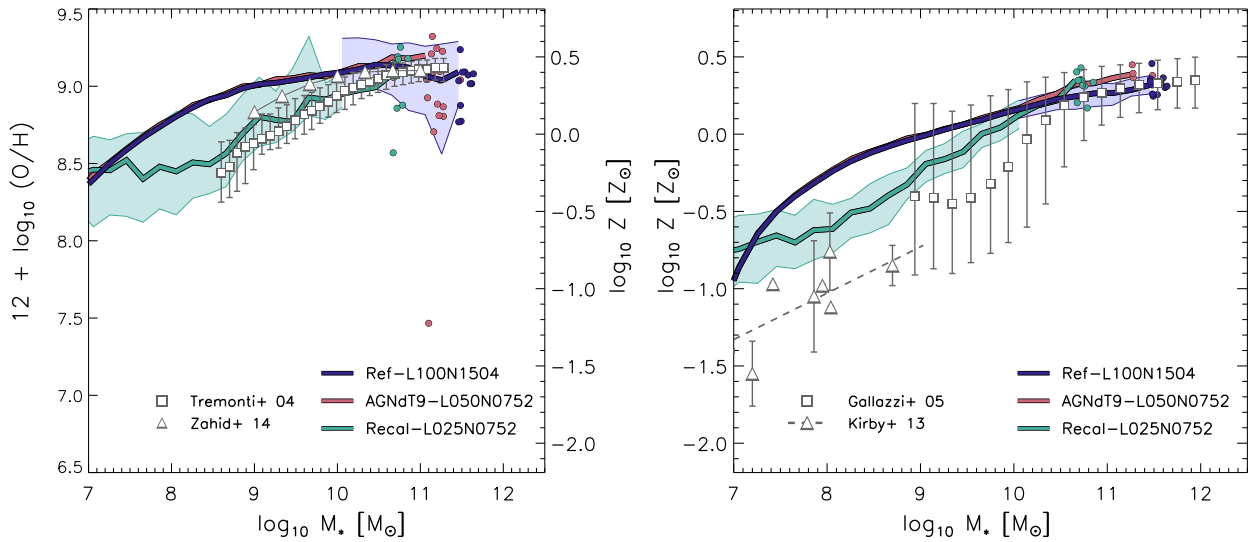 9.5
9.0
8.5
8.0
7.5
7.0
6.5
12 + log₁₀ (O/H)
0.5
0.0
−0.5
−1.0
−1.5
−2.0
log₁₀ Z [Z⊙]
7 8 9 10 11 12
log₁₀ M* [M⊙]
Tremonti+ 04
Zahid+ 14
Ref−L100N1504
AGNdT9−L050N0752
Recal−L025N0752
0.5
0.0
−0.5
−1.0
−1.5
−2.0
log₁₀ Z [Z⊙]
7 8 9 10 11 12
log₁₀ M* [M⊙]
Gallazzi+ 05
Kirby+ 13
Ref−L100N1504
AGNdT9−L050N0752
Recal−L025N0752